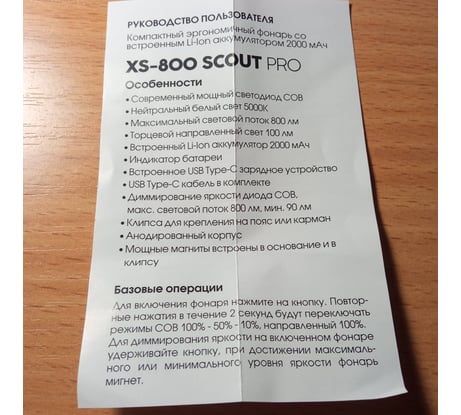 РУКОВОДСТВО ПОЛЬЗОВАТЕЛЯ
Компактный эргономичный фонарь со
встроенным Li-Ion аккумулятором 2000 мАч
XS-800 SCOUT PRO
Особенности
• Современный мощный светодиод COB
• Нейтральный белый свет 5000К
• Максимальный световой поток 800 лм
• Торцевой направленный свет 100 лм
• Встроенный Li-Ion аккумулятор 2000 мАч
• Индикатор батареи
• Встроенное USB Type-C зарядное устройство
• USB Type-C кабель в комплекте
• Диммирование яркости диода COB,
макс. световой поток 800 лм, мин. 90 лм
• Клипса для крепления на пояс или карман
• Анодированный корпус
• Мощные магниты встроены в основание и в
клипсу
Базовые операции
Для включения фонаря нажмите на кнопку. Повтор-
ные нажатия в течение 2 секунд будут переключать
режимы COB 100% - 50% - 10%, направленный 100%.
Для диммирования яркости на включенном фонаре
удерживайте кнопку, при достижении максималь-
ного или минимального уровня яркости фонарь
мигнет.